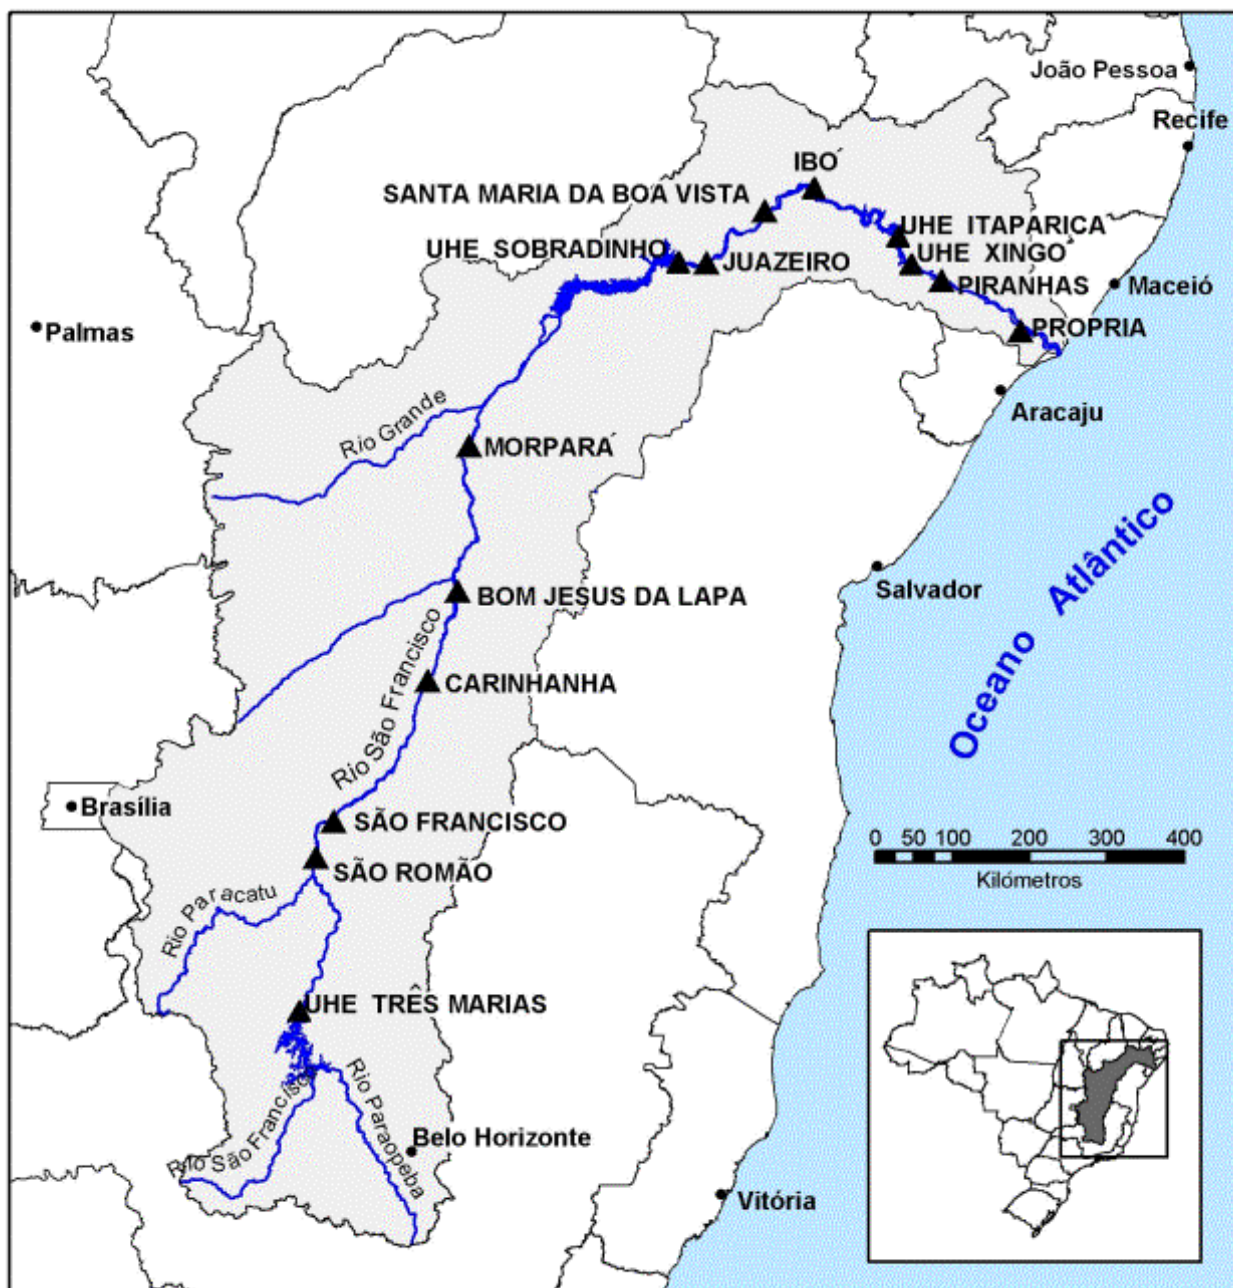 João Pessoa
Recife
IBÓ
SANTA MARIA DA BOA VISTA
UHE ITAPARICA
UHE SOBRADINHO
UHE XINGÓ
JUAZEIRO
PIRANHAS
Maceió
Palmas
PROPRIA
Aracaju
Rio Grande
MORPARÁ
Oceano Atlântico
Salvador
BOM JESUS DA LAPA
Rio São Francisco
CARINHANHA
Brasília
SÃO FRANCISCO
0 50 100 200 300 400
Kilómetros
SÃO ROMÃO
Rio Paracatu
UHE TRÊS MARIAS
Rio São Francisco
Rio Paraopeba
Belo Horizonte
Vitória